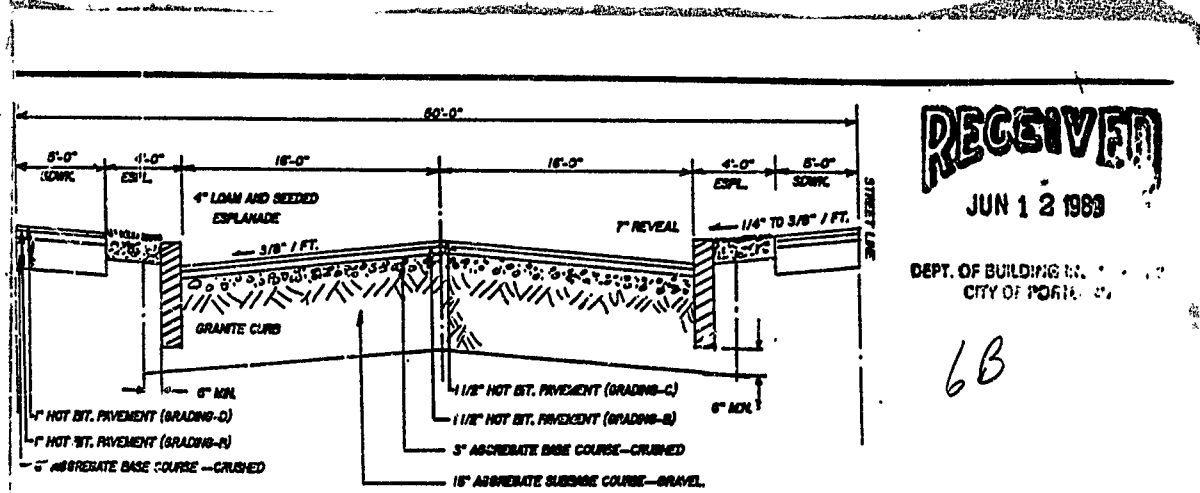 50'-0"
5'-0" 4'-0" 16'-0" 16'-0" 4'-0" 5'-0"
SDWK. ESPL. ESPL. SDWK.
4" LOAM AND SEEDED
ESPLANADE
7" REVEAL
1/4" TO 3/8" / FT.
3/8" / FT.
STREET LINE
GRANITE CURB
6" MIN.
6" MIN.
1" HOT BIT. PAVEMENT (GRADING-D)
1" HOT BIT. PAVEMENT (GRADING-R)
AGGREGATE BASE COURSE—CRUSHED
1 1/2" HOT BIT. PAVEMENT (GRADING-C)
1 1/2" HOT BIT. PAVEMENT (GRADING-B)
3" AGGREGATE BASE COURSE—CRUSHED
15" AGGREGATE SUBBASE COURSE—GRAVEL.
RECEIVED
JUN 12 1989
DEPT. OF BUILDING
CITY OF
6B